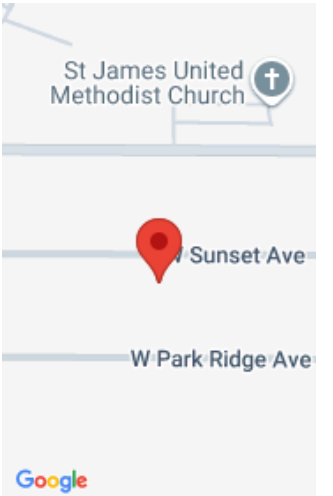 St James United
Methodist Church
W Sunset Ave
W Park Ridge Ave
Google